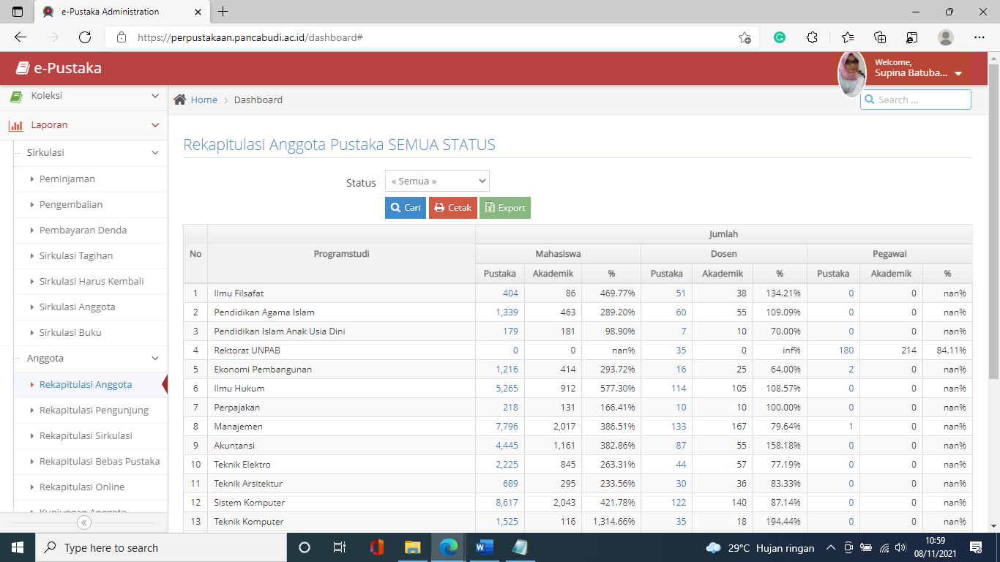 e-Pustaka Administration
https://perpustakaan.pancabudi.ac.id/dashboard#
e-Pustaka
Welcome,
Supina Batuba...
Koleksi
Laporan
Sirkulasi
Peminjaman
Pengembalian
Pembayaran Denda
Sirkulasi Tagihan
Sirkulasi Harus Kembali
Sirkulasi Anggota
Sirkulasi Buku
Anggota
Rekapitulasi Anggota
Rekapitulasi Pengunjung
Rekapitulasi Sirkulasi
Rekapitulasi Bebas Pustaka
Rekapitulasi Online
Kunjungan Anggota
Home > Dashboard
Search ...
Rekapitulasi Anggota Pustaka SEMUA STATUS
Status « Semua »
Cari Cetak Export
No Programstudi Jumlah
Mahasiswa Dosen Pegawai
Pustaka Akademik % Pustaka Akademik % Pustaka Akademik %
1 Ilmu Filsafat 404 86 469.77% 51 38 134.21% 0 0 nan%
2 Pendidikan Agama Islam 1,339 463 289.20% 60 55 109.09% 0 0 nan%
3 Pendidikan Islam Anak Usia Dini 179 181 98.90% 7 10 70.00% 0 0 nan%
4 Rektorat UNPAB 0 0 nan% 35 0 inf% 180 214 84.11%
5 Ekonomi Pembangunan 1,216 414 293.72% 16 25 64.00% 2 0 nan%
6 Ilmu Hukum 5,265 912 577.30% 114 105 108.57% 0 0 nan%
7 Perpajakan 218 131 166.41% 10 10 100.00% 0 0 nan%
8 Manajemen 7,796 2,017 386.51% 133 167 79.64% 1 0 nan%
9 Akuntansi 4,445 1,161 382.86% 87 55 158.18% 0 0 nan%
10 Teknik Elektro 2,225 845 263.31% 44 57 77.19% 0 0 nan%
11 Teknik Arsitektur 689 295 233.56% 30 36 83.33% 0 0 nan%
12 Sistem Komputer 8,617 2,043 421.78% 122 140 87.14% 0 0 nan%
13 Teknik Komputer 1,525 116 1,314.66% 35 18 194.44% 0 0 nan%
Type here to search
29°C Hujan ringan
10:59
08/11/2021